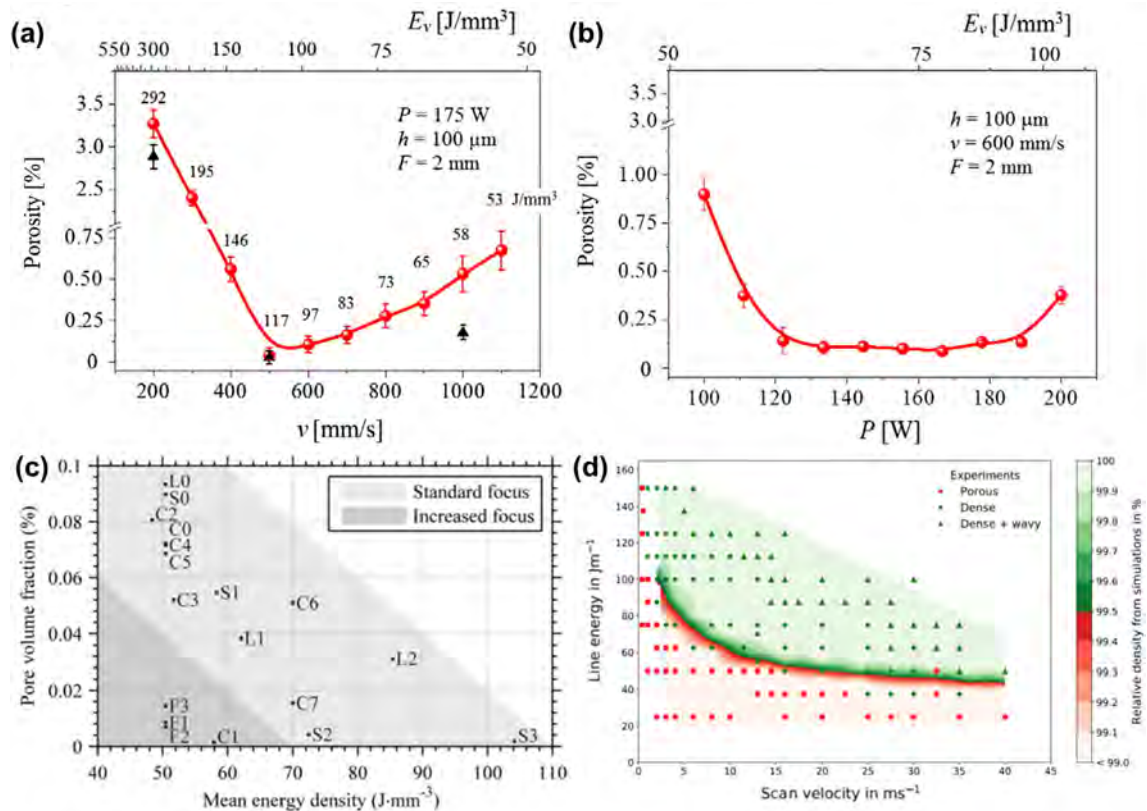 (a)
E_v [J/mm³]
550 300 200 150 100 75 50
Porosity [%]
3.5
3.0
2.5
0.75
0.50
0.25
0
292
195
146
117
97
83
73
65
58
53 J/mm³
P = 175 W
h = 100 µm
F = 2 mm
200 400 600 800 1000 1200
v [mm/s]
(b)
E_v [J/mm³]
50 75 100
Porosity [%]
3.5
3.0
1.00
0.75
0.50
0.25
0
h = 100 µm
v = 600 mm/s
F = 2 mm
100 120 140 160 180 200
P [W]
(c)
Pore volume fraction (%)
0.1
0.08
0.06
0.04
0.02
0
Standard focus
Increased focus
L0
S0
C2
C0
C4
C5
C3
S1
C6
L1
L2
C7
P3
F1
F2
C1
S2
S3
40 50 60 70 80 90 100 110
Mean energy density (J·mm⁻³)
(d)
Line energy in Jm⁻¹
160
140
120
100
80
60
40
20
0
Experiments
Porous
Dense
Dense + wavy
0 5 10 15 20 25 30 35 40 45
Scan velocity in ms⁻¹
100
99.9
99.8
99.7
99.6
99.5
99.4
99.3
99.2
99.1
< 99.0
Relative density from simulations in %